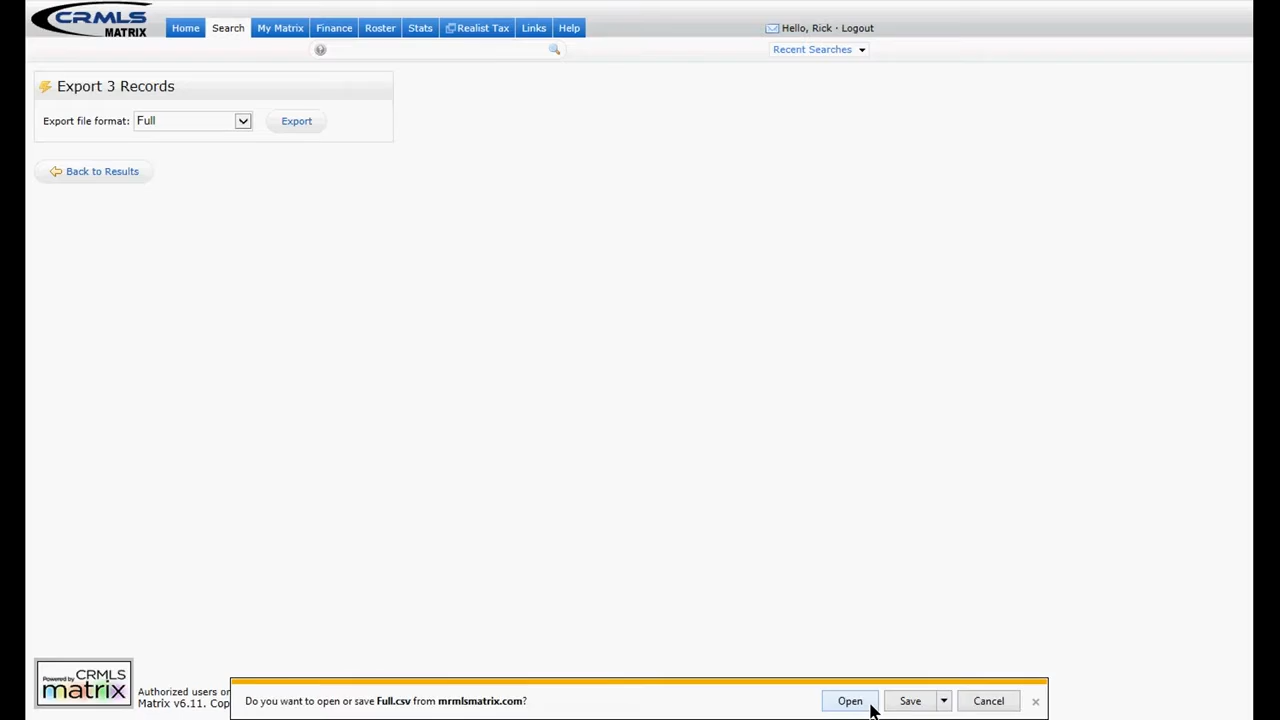 CRMLS
MATRIX
Home Search My Matrix Finance Roster Stats Realist Tax Links Help
Hello, Rick · Logout
Recent Searches
Export 3 Records
Export file format: Full Export
Back to Results
Powered by CRMLS
matrix
Authorized users or
Matrix v6.11. Cop
Do you want to open or save Full.csv from mrmlsmatrix.com? Open Save Cancel